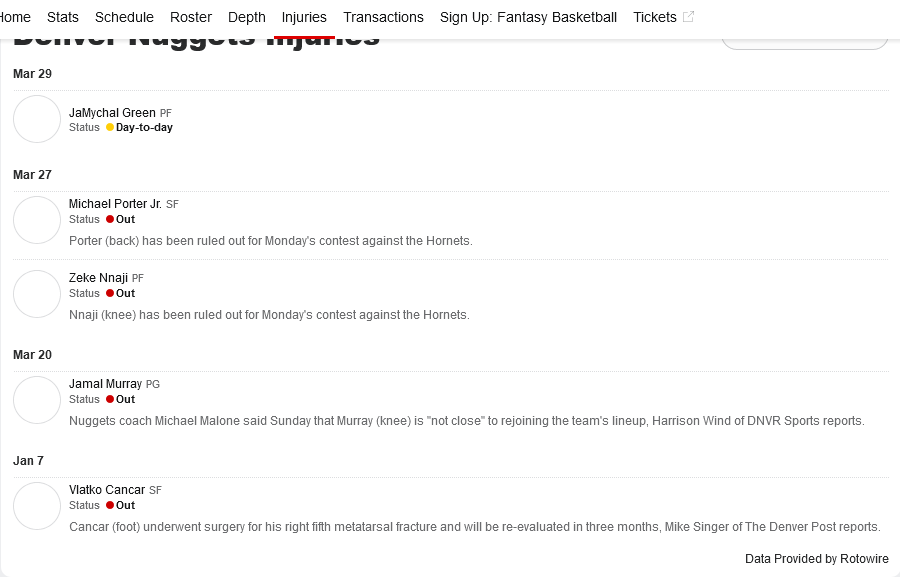 Home Stats Schedule Roster Depth Injuries Transactions Sign Up: Fantasy Basketball Tickets
Denver Nuggets Injuries
Mar 29
JaMychal Green PF
Status Day-to-day
Mar 27
Michael Porter Jr. SF
Status Out
Porter (back) has been ruled out for Monday's contest against the Hornets.
Zeke Nnaji PF
Status Out
Nnaji (knee) has been ruled out for Monday's contest against the Hornets.
Mar 20
Jamal Murray PG
Status Out
Nuggets coach Michael Malone said Sunday that Murray (knee) is "not close" to rejoining the team's lineup, Harrison Wind of DNVR Sports reports.
Jan 7
Vlatko Cancar SF
Status Out
Cancar (foot) underwent surgery for his right fifth metatarsal fracture and will be re-evaluated in three months, Mike Singer of The Denver Post reports.
Data Provided by Rotowire